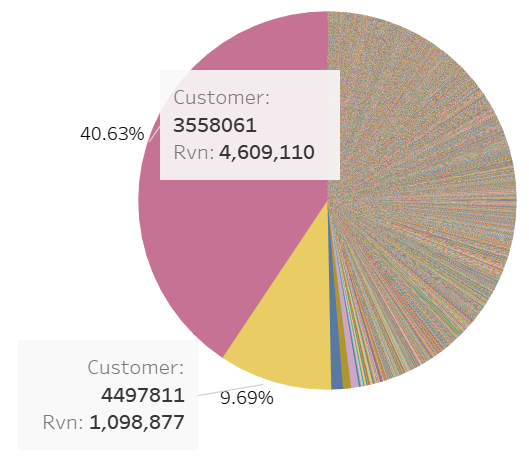 Customer:
3558061
40.63%
Rvn: 4,609,110
Customer:
4497811
9.69%
Rvn: 1,098,877